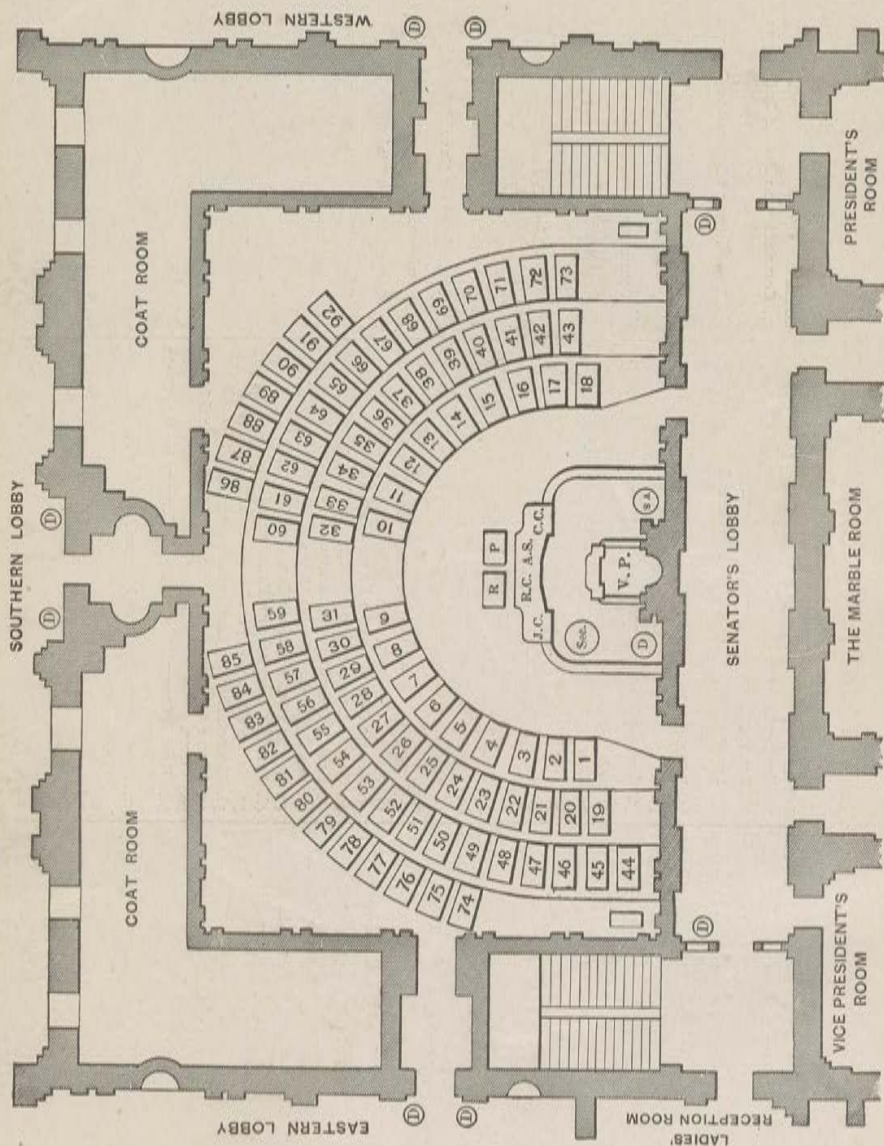 WESTERN LOBBY
D
D
SOUTHERN LOBBY
D
D
COAT ROOM
COAT ROOM
86
87
88
89
90
91
92
85
84
83
82
81
80
79
78
77
76
75
74
60
61
62
63
64
65
66
67
68
69
70
71
72
73
59
58
57
56
55
54
53
52
51
50
49
48
47
46
45
44
32
33
34
35
36
37
38
39
40
41
42
43
31
30
29
28
27
26
25
24
23
22
21
20
19
10
11
12
13
14
15
16
17
18
9
8
7
6
5
4
3
2
1
R
P
J.C.
R.C.
A.S.
C.C.
Sec.
V.P.
S A
D
D
D
SENATOR'S LOBBY
THE MARBLE ROOM
PRESIDENT'S
ROOM
VICE PRESIDENT'S
ROOM
D
D
EASTERN LOBBY
LADIES'
RECEPTION ROOM